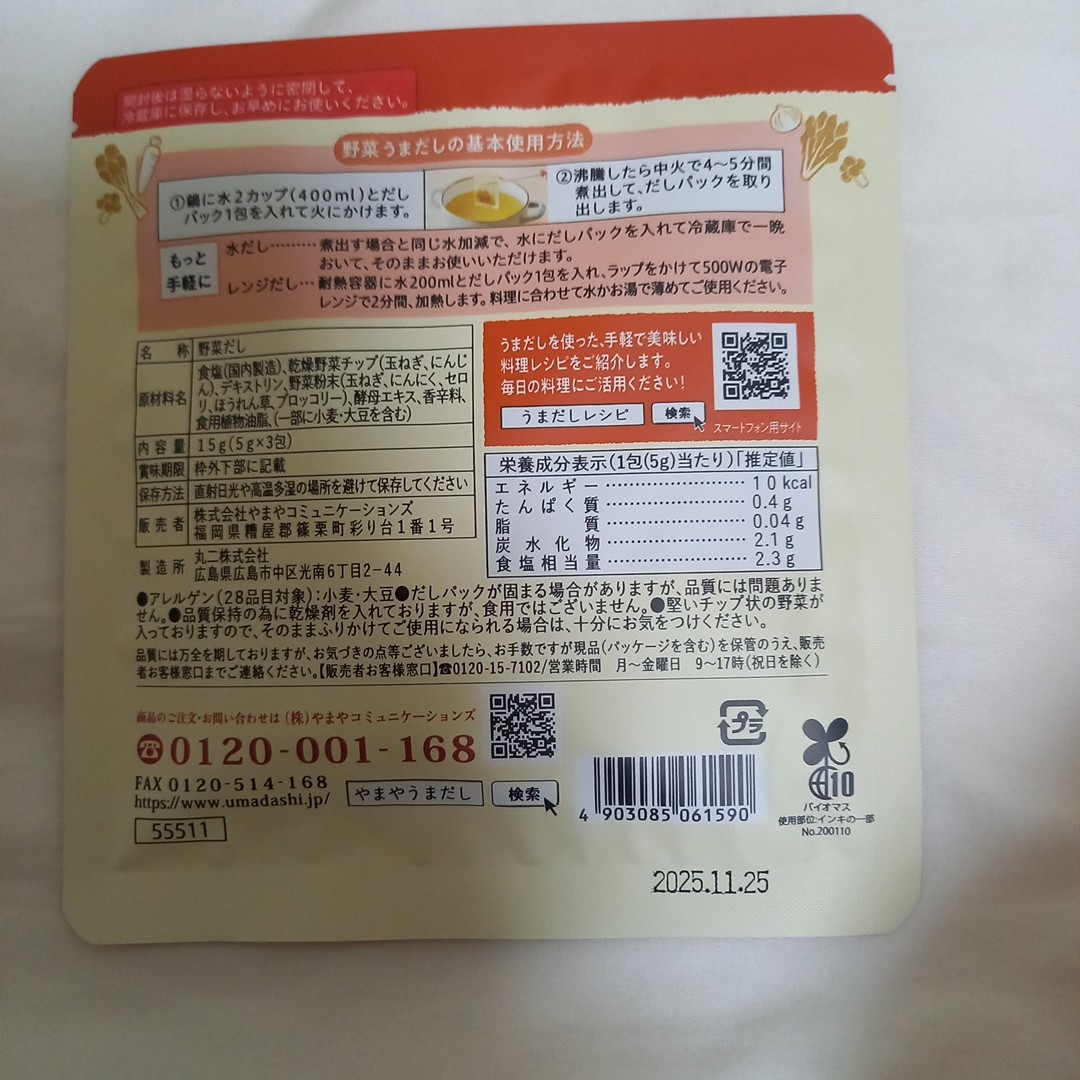 開封後は湿らないように密閉して、
冷蔵庫に保存し、お早めにお使いください。
野菜うまだしの基本使用方法
①鍋に水2カップ(400ml)とだし
パック1包を入れて火にかけます。
②沸騰したら中火で4〜5分間
煮出して、だしパックを取り
出します。
もっと
手軽に
水だし………煮出す場合と同じ水加減で、水にだしパックを入れて冷蔵庫で一晩
おいて、そのままお使いいただけます。
レンジだし…耐熱容器に水200mlとだしパック1包を入れ、ラップをかけて500Wの電子
レンジで2分間、加熱します。料理に合わせて水かお湯で薄めてご使用ください。
名称 野菜だし
原材料名 食塩(国内製造)、乾燥野菜チップ(玉ねぎ、にんじ
ん)、デキストリン、野菜粉末(玉ねぎ、にんにく、セロ
リ、ほうれん草、ブロッコリー)、酵母エキス、香辛料、
食用植物油脂、(一部に小麦・大豆を含む)
内容量 15g(5g×3包)
賞味期限 枠外下部に記載
保存方法 直射日光や高温多湿の場所を避けて保存してください
販売者 株式会社やまやコミュニケーションズ
福岡県糟屋郡篠栗町彩り台1番1号
製造所 丸二株式会社
広島県広島市中区光南6丁目2-44
うまだしを使った、手軽で美味しい
料理レシピをご紹介します。
毎日の料理にご活用ください!
うまだしレシピ 検索
スマートフォン用サイト
栄養成分表示(1包(5g)当たり)「推定値」
エネルギー……………………10kcal
たんぱく質……………………0.4g
脂質……………………0.04g
炭水化物……………………2.1g
食塩相当量……………………2.3g
●アレルゲン(28品目対象):小麦・大豆●だしパックが固まる場合がありますが、品質には問題ありま
せん。●品質保持の為に乾燥剤を入れておりますが、食用ではございません。●堅いチップ状の野菜が
入っておりますので、そのままふりかけてご使用になられる場合は、十分にお気をつけください。
品質には万全を期しておりますが、お気づきの点等ございましたら、お手数ですが現品(パッケージを含む)を保管のうえ、販売
者お客様窓口までご連絡ください。【販売者お客様窓口】☎0120-15-7102/営業時間 月〜金曜日 9〜17時(祝日を除く)
商品のご注文・お問い合わせは(株)やまやコミュニケーションズ
0120-001-168
FAX 0120-514-168
https://www.umadashi.jp/
やまやうまだし 検索
55511
プラ
4 903085 061590
10
バイオマス
使用部位:インキの一部
No.200110
2025.11.25